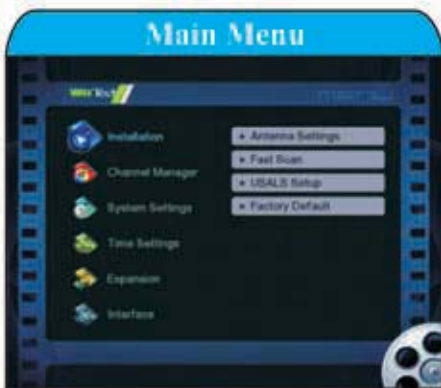 Main Menu
Installation
Channel Manager
System Settings
Time Settings
Expansion
Interface
Antenna Settings
Fast Scan
USALS Setup
Factory Default